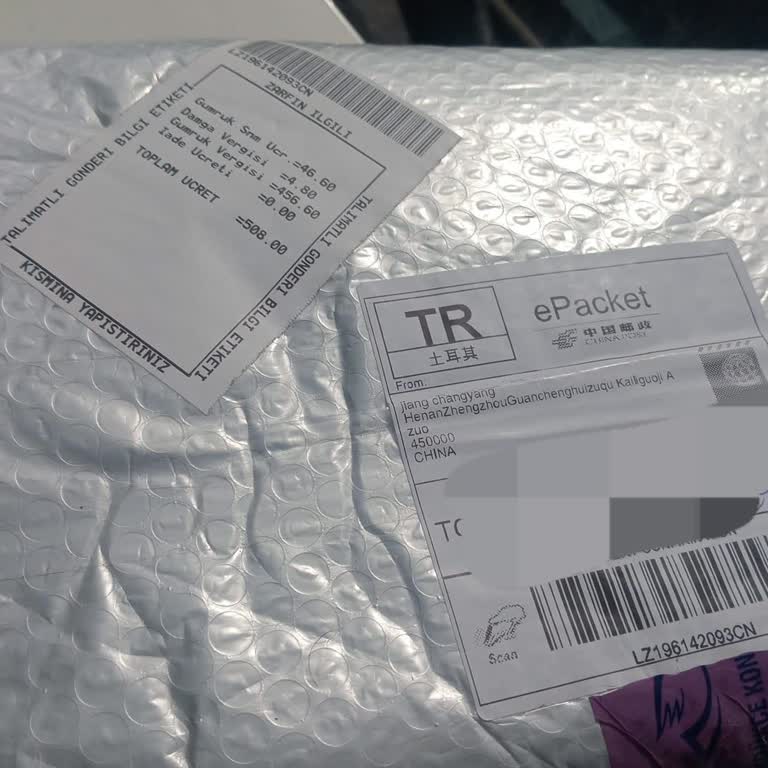 LZ196142093CN
ZARFIN ILGILI
TALIMATLI GONDERI BILGI ETIKETI
Gumruk Snm Ucr.=46.60
Damga Vergisi =4.80
Gumruk Vergisi =456.60
Iade Ucreti =0.00
TOPLAM UCRET =508.00
TALIMATLI GONDERI BILGI ETIKETI
KISMINA YAPISTIRINIZ
TR
土耳其
ePacket
中国邮政
CHINA POST
From:
jiang changyang
HenanZhengzhouGuanchenghuizuqu Kaifiguoji A
zuo
450000
CHINA
Scan
LZ196142093CN